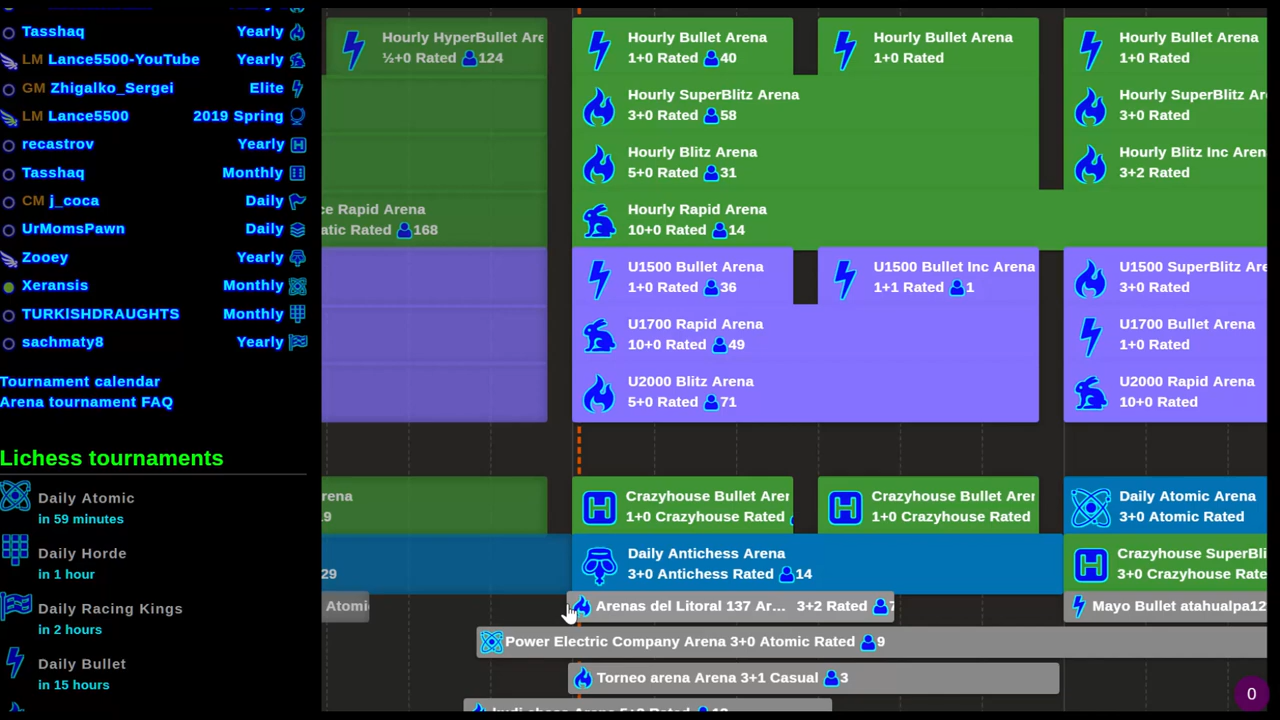 Tasshaq Yearly
LM Lance5500-YouTube Yearly
GM Zhigalko_Sergei Elite
LM Lance5500 2019 Spring
recastrov Yearly
Tasshaq Monthly
CM j_coca Daily
UrMomsPawn Daily
Zooey Yearly
Xeransis Monthly
TURKISHDRAUGHTS Monthly
sachmaty8 Yearly
Tournament calendar
Arena tournament FAQ
Lichess tournaments
Daily Atomic
in 59 minutes
Daily Horde
in 1 hour
Daily Racing Kings
in 2 hours
Daily Bullet
in 15 hours
Hourly HyperBullet Are
½+0 Rated 124
Hourly Bullet Arena
1+0 Rated 40
Hourly Bullet Arena
1+0 Rated
Hourly Bullet Arena
1+0 Rated
Hourly SuperBlitz Arena
3+0 Rated 58
Hourly SuperBlitz Ar
3+0 Rated
Hourly Blitz Arena
5+0 Rated 31
Hourly Blitz Inc Aren
3+2 Rated
ce Rapid Arena
atic Rated 168
Hourly Rapid Arena
10+0 Rated 14
U1500 Bullet Arena
1+0 Rated 36
U1500 Bullet Inc Arena
1+1 Rated 1
U1500 SuperBlitz Are
3+0 Rated
U1700 Rapid Arena
10+0 Rated 49
U1700 Bullet Arena
1+0 Rated
U2000 Blitz Arena
5+0 Rated 71
U2000 Rapid Arena
10+0 Rated
rena
9
Crazyhouse Bullet Arer
1+0 Crazyhouse Rated
Crazyhouse Bullet Arer
1+0 Crazyhouse Rated
Daily Atomic Arena
3+0 Atomic Rated
29
Daily Antichess Arena
3+0 Antichess Rated 14
Crazyhouse SuperBli
3+0 Crazyhouse Rate
Atomi
Arenas del Litoral 137 Ar... 3+2 Rated 7
Mayo Bullet atahualpa12
Power Electric Company Arena 3+0 Atomic Rated 9
Torneo arena Arena 3+1 Casual 3
0